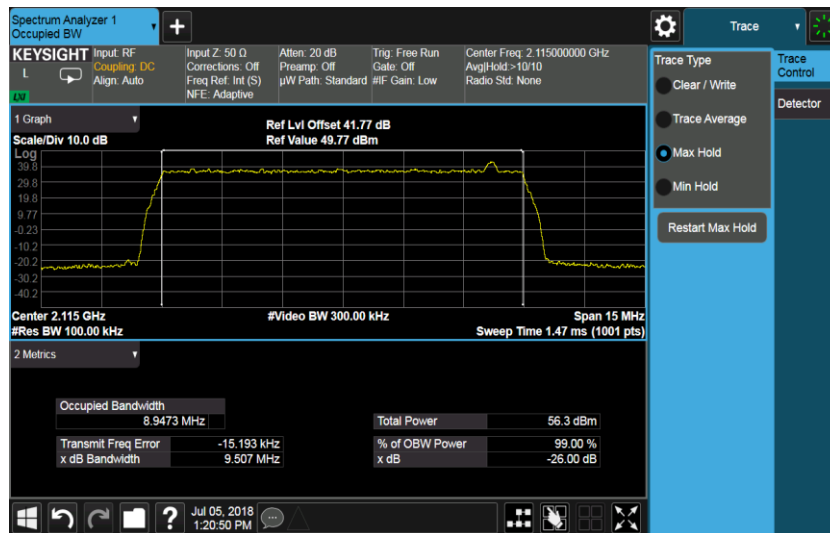 Spectrum Analyzer 1
Occupied BW
+
Trace
KEYSIGHT
L
LXI
Input: RF
Coupling: DC
Align: Auto
Input Z: 50 Ω
Corrections: Off
Freq Ref: Int (S)
NFE: Adaptive
Atten: 20 dB
Preamp: Off
µW Path: Standard
Trig: Free Run
Gate: Off
#IF Gain: Low
Center Freq: 2.115000000 GHz
Avg|Hold:>10/10
Radio Std: None
1 Graph
Scale/Div 10.0 dB
Ref Lvl Offset 41.77 dB
Ref Value 49.77 dBm
Log
39.8
29.8
19.8
9.77
-0.23
-10.2
-20.2
-30.2
-40.2
Center 2.115 GHz
#Res BW 100.00 kHz
#Video BW 300.00 kHz
Span 15 MHz
Sweep Time 1.47 ms (1001 pts)
2 Metrics
Occupied Bandwidth
8.9473 MHz
Transmit Freq Error -15.193 kHz
x dB Bandwidth 9.507 MHz
Total Power 56.3 dBm
% of OBW Power 99.00 %
x dB -26.00 dB
?
Jul 05, 2018
1:20:50 PM
Trace Type
Clear / Write
Trace Average
Max Hold
Min Hold
Restart Max Hold
Trace
Control
Detector